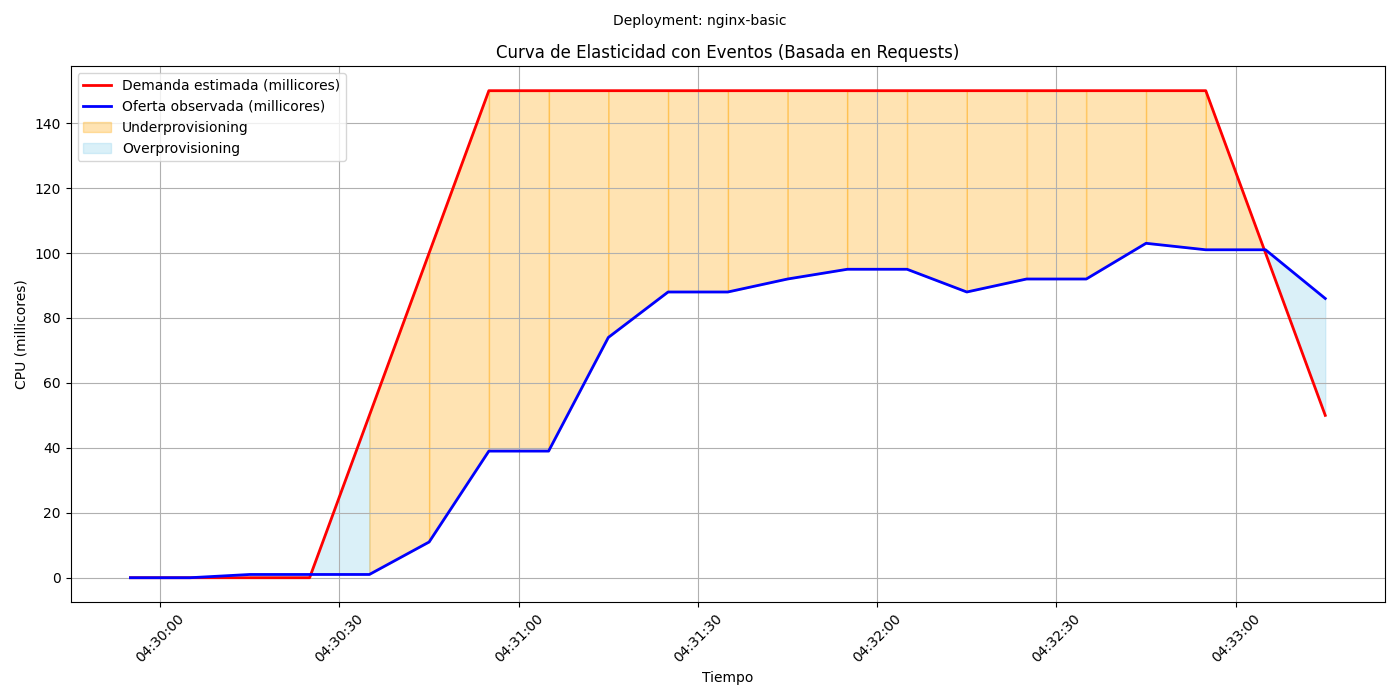 Deployment: nginx-basic
Curva de Elasticidad con Eventos (Basada en Requests)
Demanda estimada (millicores)
Oferta observada (millicores)
Underprovisioning
Overprovisioning
CPU (millicores)
140
120
100
80
60
40
20
0
04:30:00
04:30:30
04:31:00
04:31:30
04:32:00
04:32:30
04:33:00
Tiempo